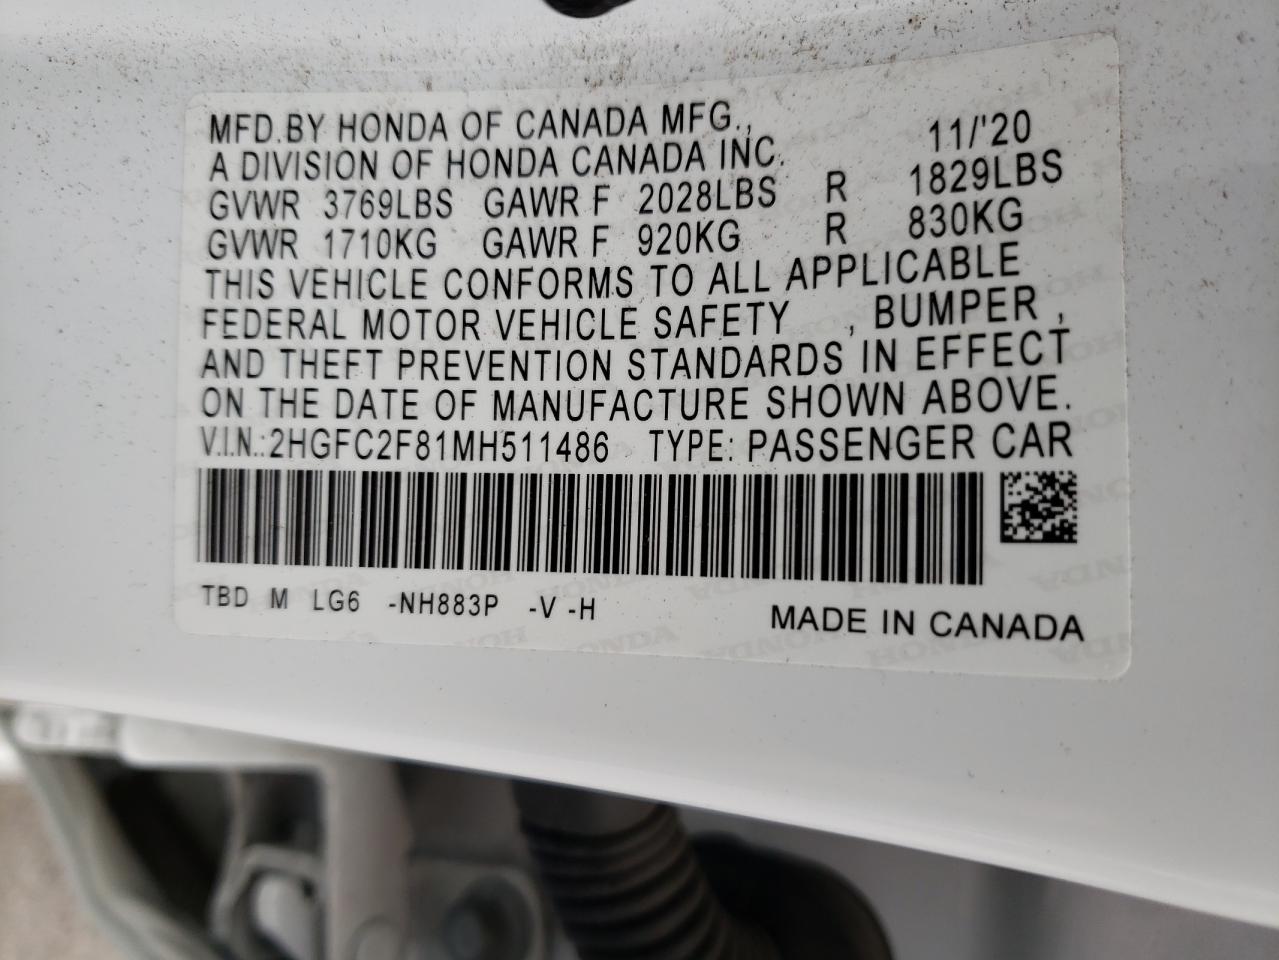 MFD.BY HONDA OF CANADA MFG., 11/'20
A DIVISION OF HONDA CANADA INC.
GVWR 3769LBS GAWR F 2028LBS R 1829LBS
GVWR 1710KG GAWR F 920KG R 830KG
THIS VEHICLE CONFORMS TO ALL APPLICABLE
FEDERAL MOTOR VEHICLE SAFETY , BUMPER ,
AND THEFT PREVENTION STANDARDS IN EFFECT
ON THE DATE OF MANUFACTURE SHOWN ABOVE.
V.I.N.:2HGFC2F81MH511486 TYPE: PASSENGER CAR
TBD M LG6 -NH883P -V -H
MADE IN CANADA